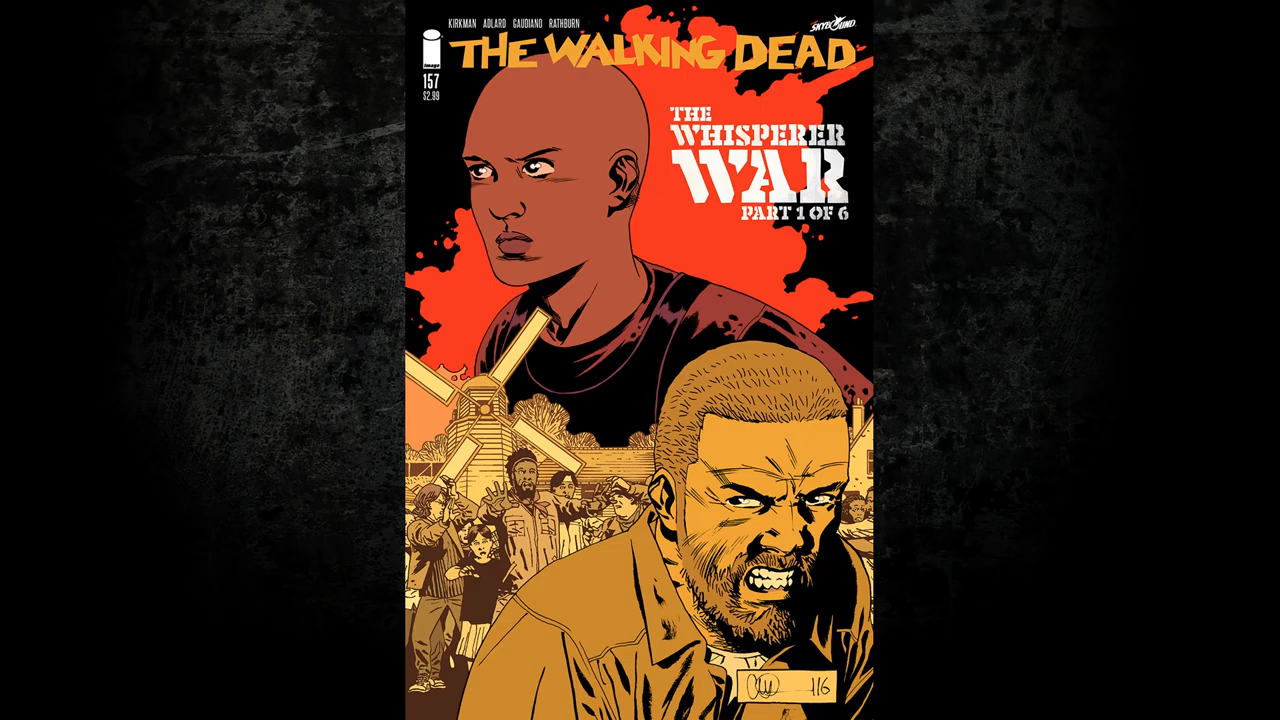 KIRKMAN ADLARD GAUDIANO RATHBURN
SKYBOUND
THE WALKING DEAD
image
157
$2.99
THE
WHISPERER
WAR
PART 1 OF 6
1/6